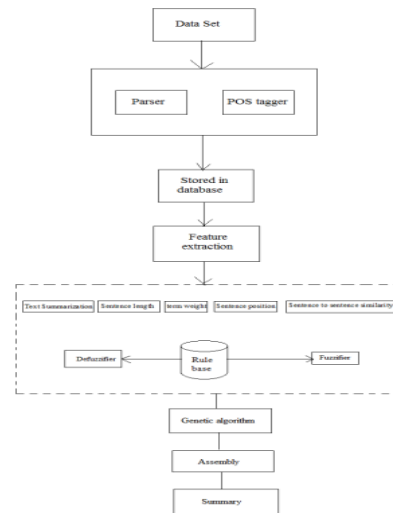 Data Set
Parser
POS tagger
Stored in
database
Feature
extraction
Text Summarization
Sentence length
term weight
Sentence position
Sentence to sentence similarity
Defuzzifier
Rule
base
Fuzzifier
Genetic algorithm
Assembly
Summary